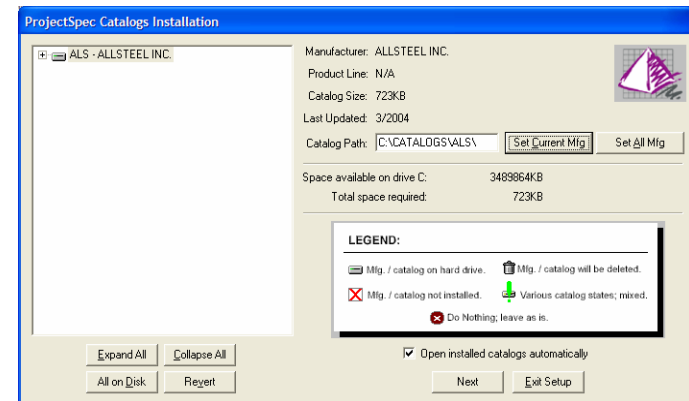 ProjectSpec Catalogs Installation
ALS - ALLSTEEL INC.
Manufacturer: ALLSTEEL INC.
Product Line: N/A
Catalog Size: 723KB
Last Updated: 3/2004
Catalog Path: C:\CATALOGS\ALS\ Set Current Mfg Set All Mfg
Space available on drive C: 3489864KB
Total space required: 723KB
LEGEND:
Mfg. / catalog on hard drive. Mfg. / catalog will be deleted.
Mfg. / catalog not installed. Various catalog states; mixed.
Do Nothing; leave as is.
Expand All Collapse All
Open installed catalogs automatically
All on Disk Revert
Next Exit Setup